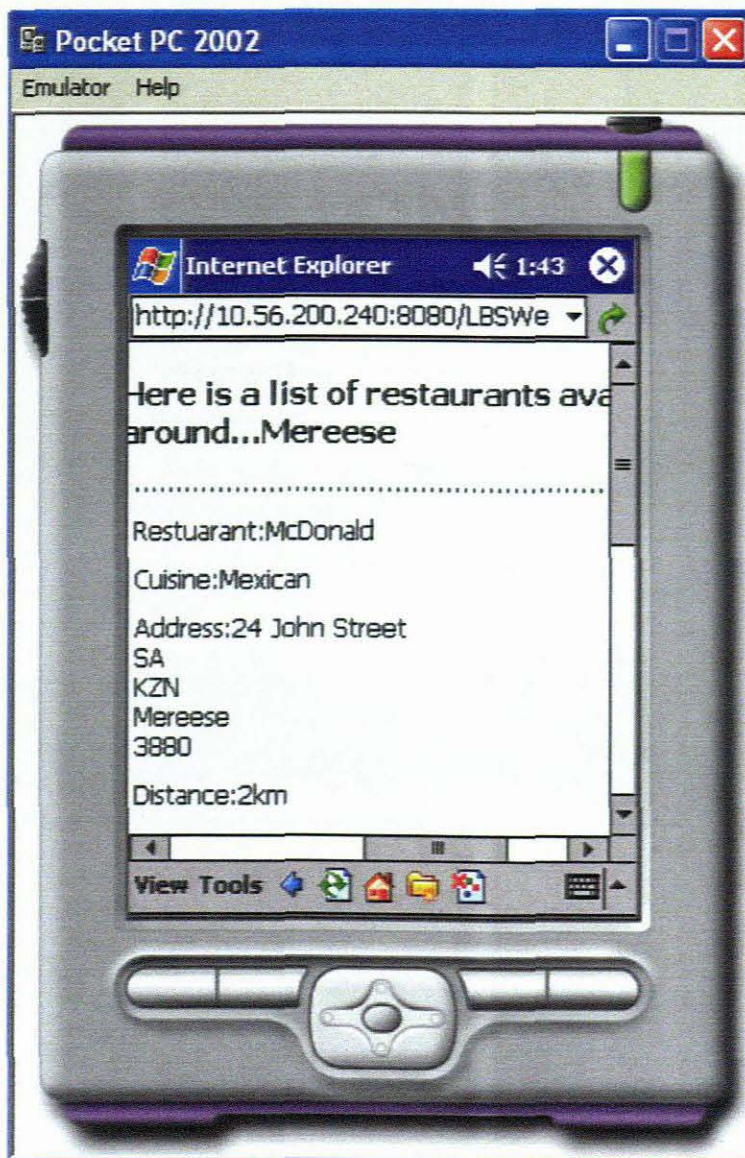 Pocket PC 2002
Emulator Help
Internet Explorer 1:43
http://10.56.200.240:8080/LBSWe
Here is a list of restaurants ava
around...Mereese
Restuarant:McDonald
Cuisine:Mexican
Address:24 John Street
SA
KZN
Mereese
3880
Distance:2km
View Tools